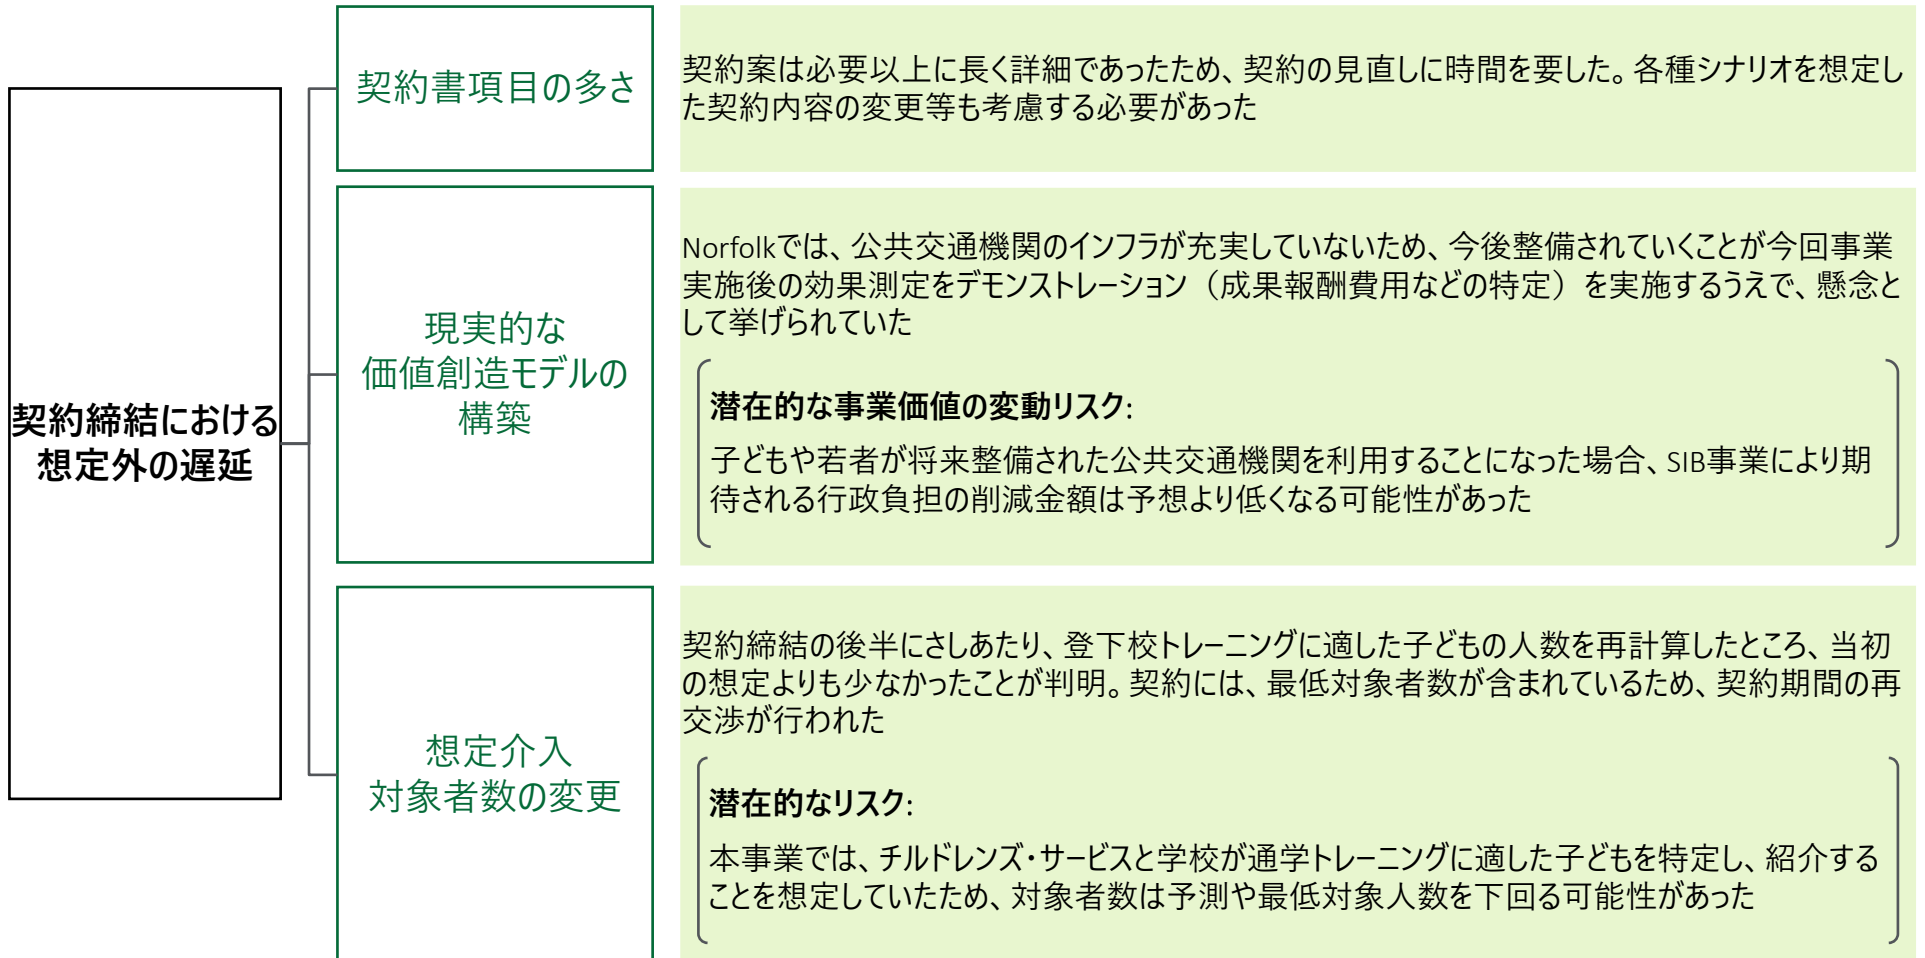 契約締結における
想定外の遅延
契約書項目の多さ
契約案は必要以上に長く詳細であったため、契約の見直しに時間を要した。各種シナリオを想定し
た契約内容の変更等も考慮する必要があった
現実的な
価値創造モデルの
構築
Norfolkでは、公共交通機関のインフラが充実していないため、今後整備されていくことが今回事業
実施後の効果測定をデモンストレーション（成果報酬費用などの特定）を実施するうえで、懸念と
して挙げられていた
潜在的な事業価値の変動リスク:
子どもや若者が将来整備された公共交通機関を利用することになった場合、SIB事業により期
待される行政負担の削減金額は予想より低くなる可能性があった
想定介入
対象者数の変更
契約締結の後半にさしあたり、登下校トレーニングに適した子どもの人数を再計算したところ、当初
の想定よりも少なかったことが判明。契約には、最低対象者数が含まれているため、契約期間の再
交渉が行われた
潜在的なリスク:
本事業では、チルドレンズ・サービスと学校が通学トレーニングに適した子どもを特定し、紹介する
ことを想定していたため、対象者数は予測や最低対象人数を下回る可能性があった